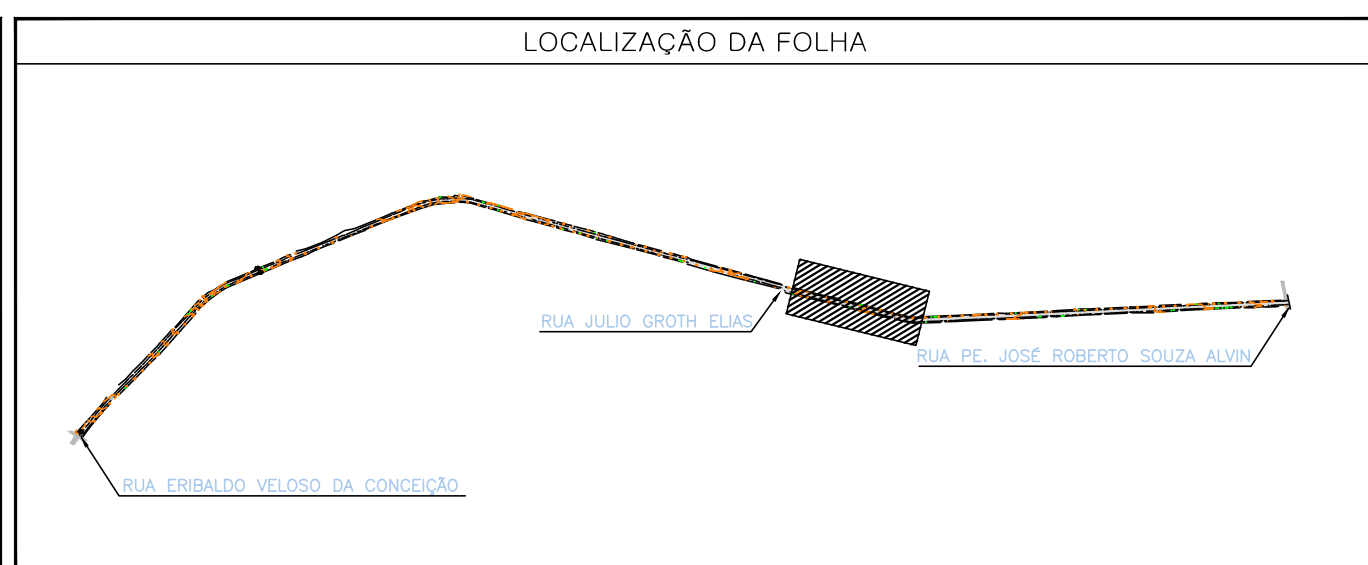 LOCALIZAÇÃO DA FOLHA
RUA JULIO GROTH ELIAS
RUA PE. JOSÉ ROBERTO SOUZA ALVIN
RUA ERIBALDO VELOSO DA CONCEIÇÃO